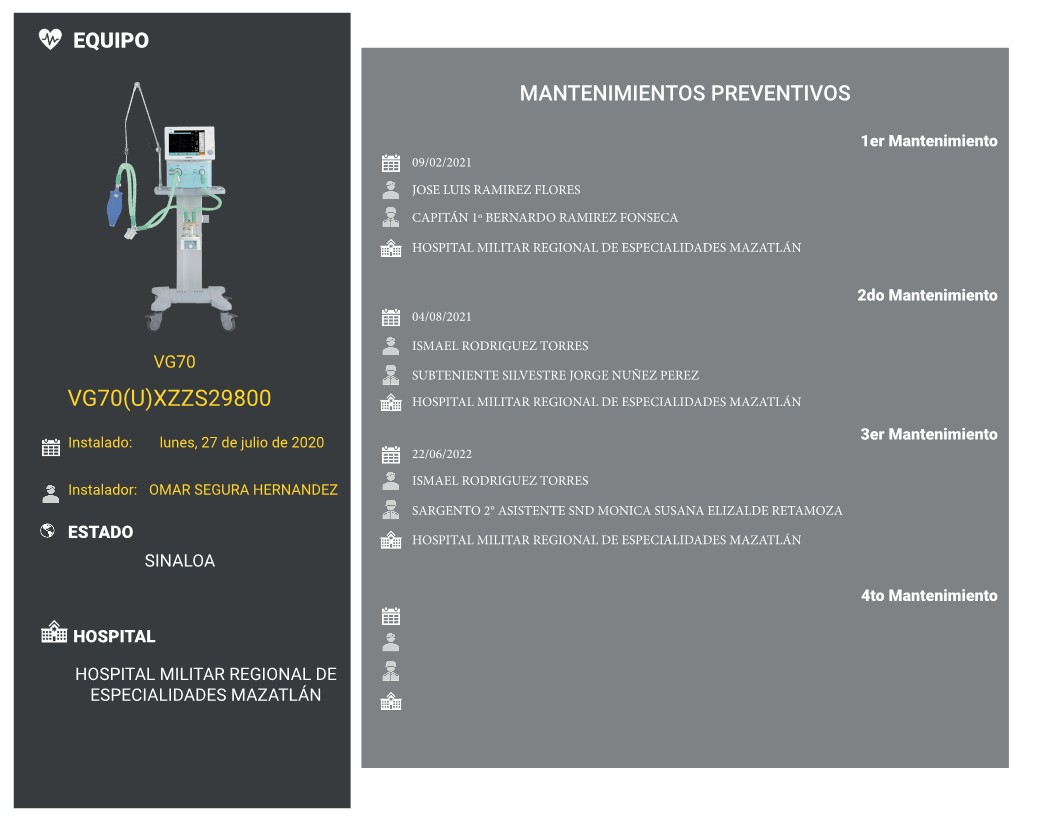 EQUIPO
VG70
VG70(U)XZZS29800
Instalado: lunes, 27 de julio de 2020
Instalador: OMAR SEGURA HERNANDEZ
ESTADO
SINALOA
HOSPITAL
HOSPITAL MILITAR REGIONAL DE
ESPECIALIDADES MAZATLÁN
MANTENIMIENTOS PREVENTIVOS
1er Mantenimiento
09/02/2021
JOSE LUIS RAMIREZ FLORES
CAPITÁN 1º BERNARDO RAMIREZ FONSECA
HOSPITAL MILITAR REGIONAL DE ESPECIALIDADES MAZATLÁN
2do Mantenimiento
04/08/2021
ISMAEL RODRIGUEZ TORRES
SUBTENIENTE SILVESTRE JORGE NUÑEZ PEREZ
HOSPITAL MILITAR REGIONAL DE ESPECIALIDADES MAZATLÁN
3er Mantenimiento
22/06/2022
ISMAEL RODRIGUEZ TORRES
SARGENTO 2° ASISTENTE SND MONICA SUSANA ELIZALDE RETAMOZA
HOSPITAL MILITAR REGIONAL DE ESPECIALIDADES MAZATLÁN
4to Mantenimiento